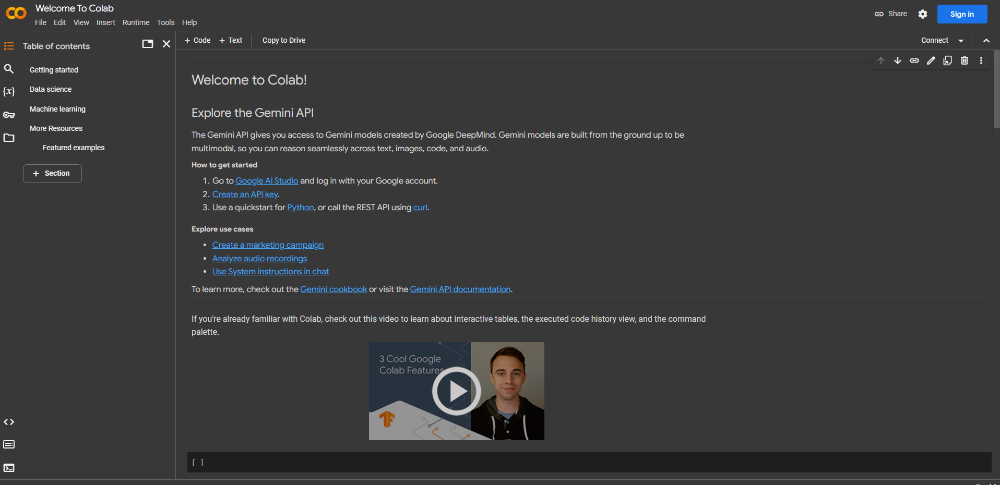 Welcome To Colab
File Edit View Insert Runtime Tools Help
Share
Sign in
Table of contents
Getting started
Data science
Machine learning
More Resources
Featured examples
+ Section
{x}
+ Code + Text Copy to Drive
Connect
Welcome to Colab!
Explore the Gemini API
The Gemini API gives you access to Gemini models created by Google DeepMind. Gemini models are built from the ground up to be
multimodal, so you can reason seamlessly across text, images, code, and audio.
How to get started
1. Go to Google AI Studio and log in with your Google account.
2. Create an API key.
3. Use a quickstart for Python, or call the REST API using curl.
Explore use cases
• Create a marketing campaign
• Analyze audio recordings
• Use System instructions in chat
To learn more, check out the Gemini cookbook or visit the Gemini API documentation.
If you're already familiar with Colab, check out this video to learn about interactive tables, the executed code history view, and the command
palette.
3 Cool Google
Colab Features
[ ]